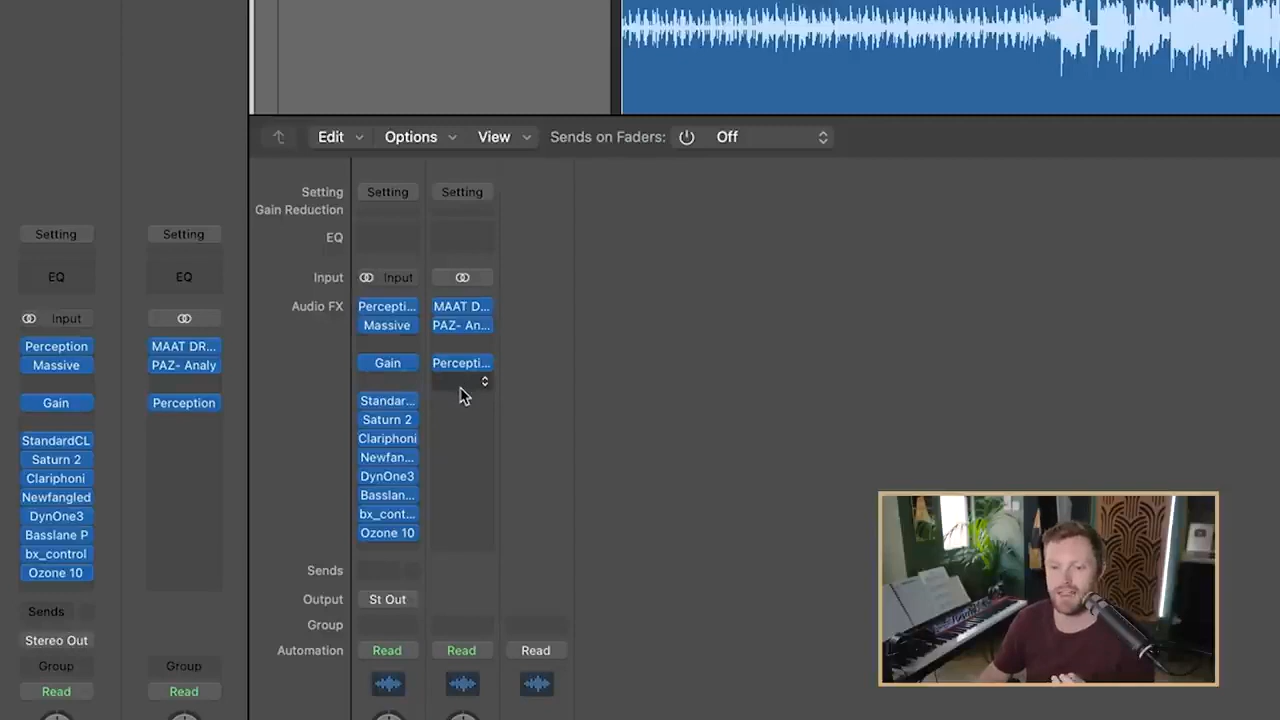 Edit Options View Sends on Faders: Off
Setting Setting Setting
Gain Reduction
EQ
Input Input
Audio FX Percepti... MAAT D...
Massive PAZ- An...
Gain Percepti...
Standar...
Saturn 2
Clariphoni
Newfan...
DynOne3
Basslan...
bx_cont...
Ozone 10
Sends
Output St Out
Group
Automation Read Read Read
Setting Setting
EQ EQ
Input
Perception MAAT DR...
Massive PAZ- Analy
Gain Perception
StandardCL
Saturn 2
Clariphoni
Newfangled
DynOne3
Basslane P
bx_control
Ozone 10
Sends
Stereo Out
Group Group
Read Read